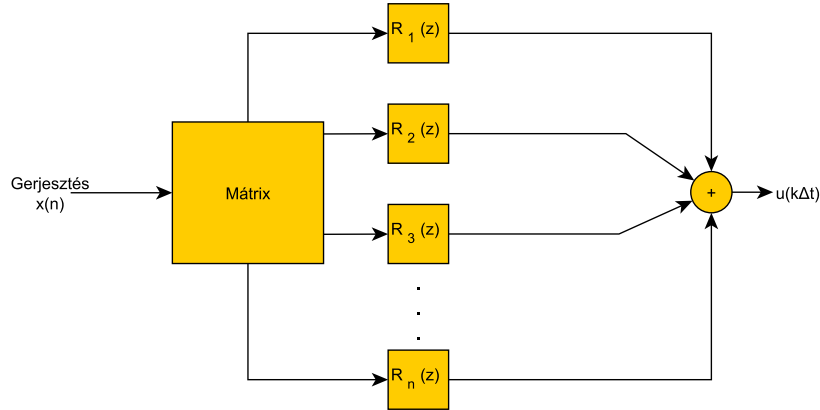 R 1 (z)
R 2 (z)
Gerjesztés
x(n)
Mátrix
+
u(kΔt)
R 3 (z)
R n (z)